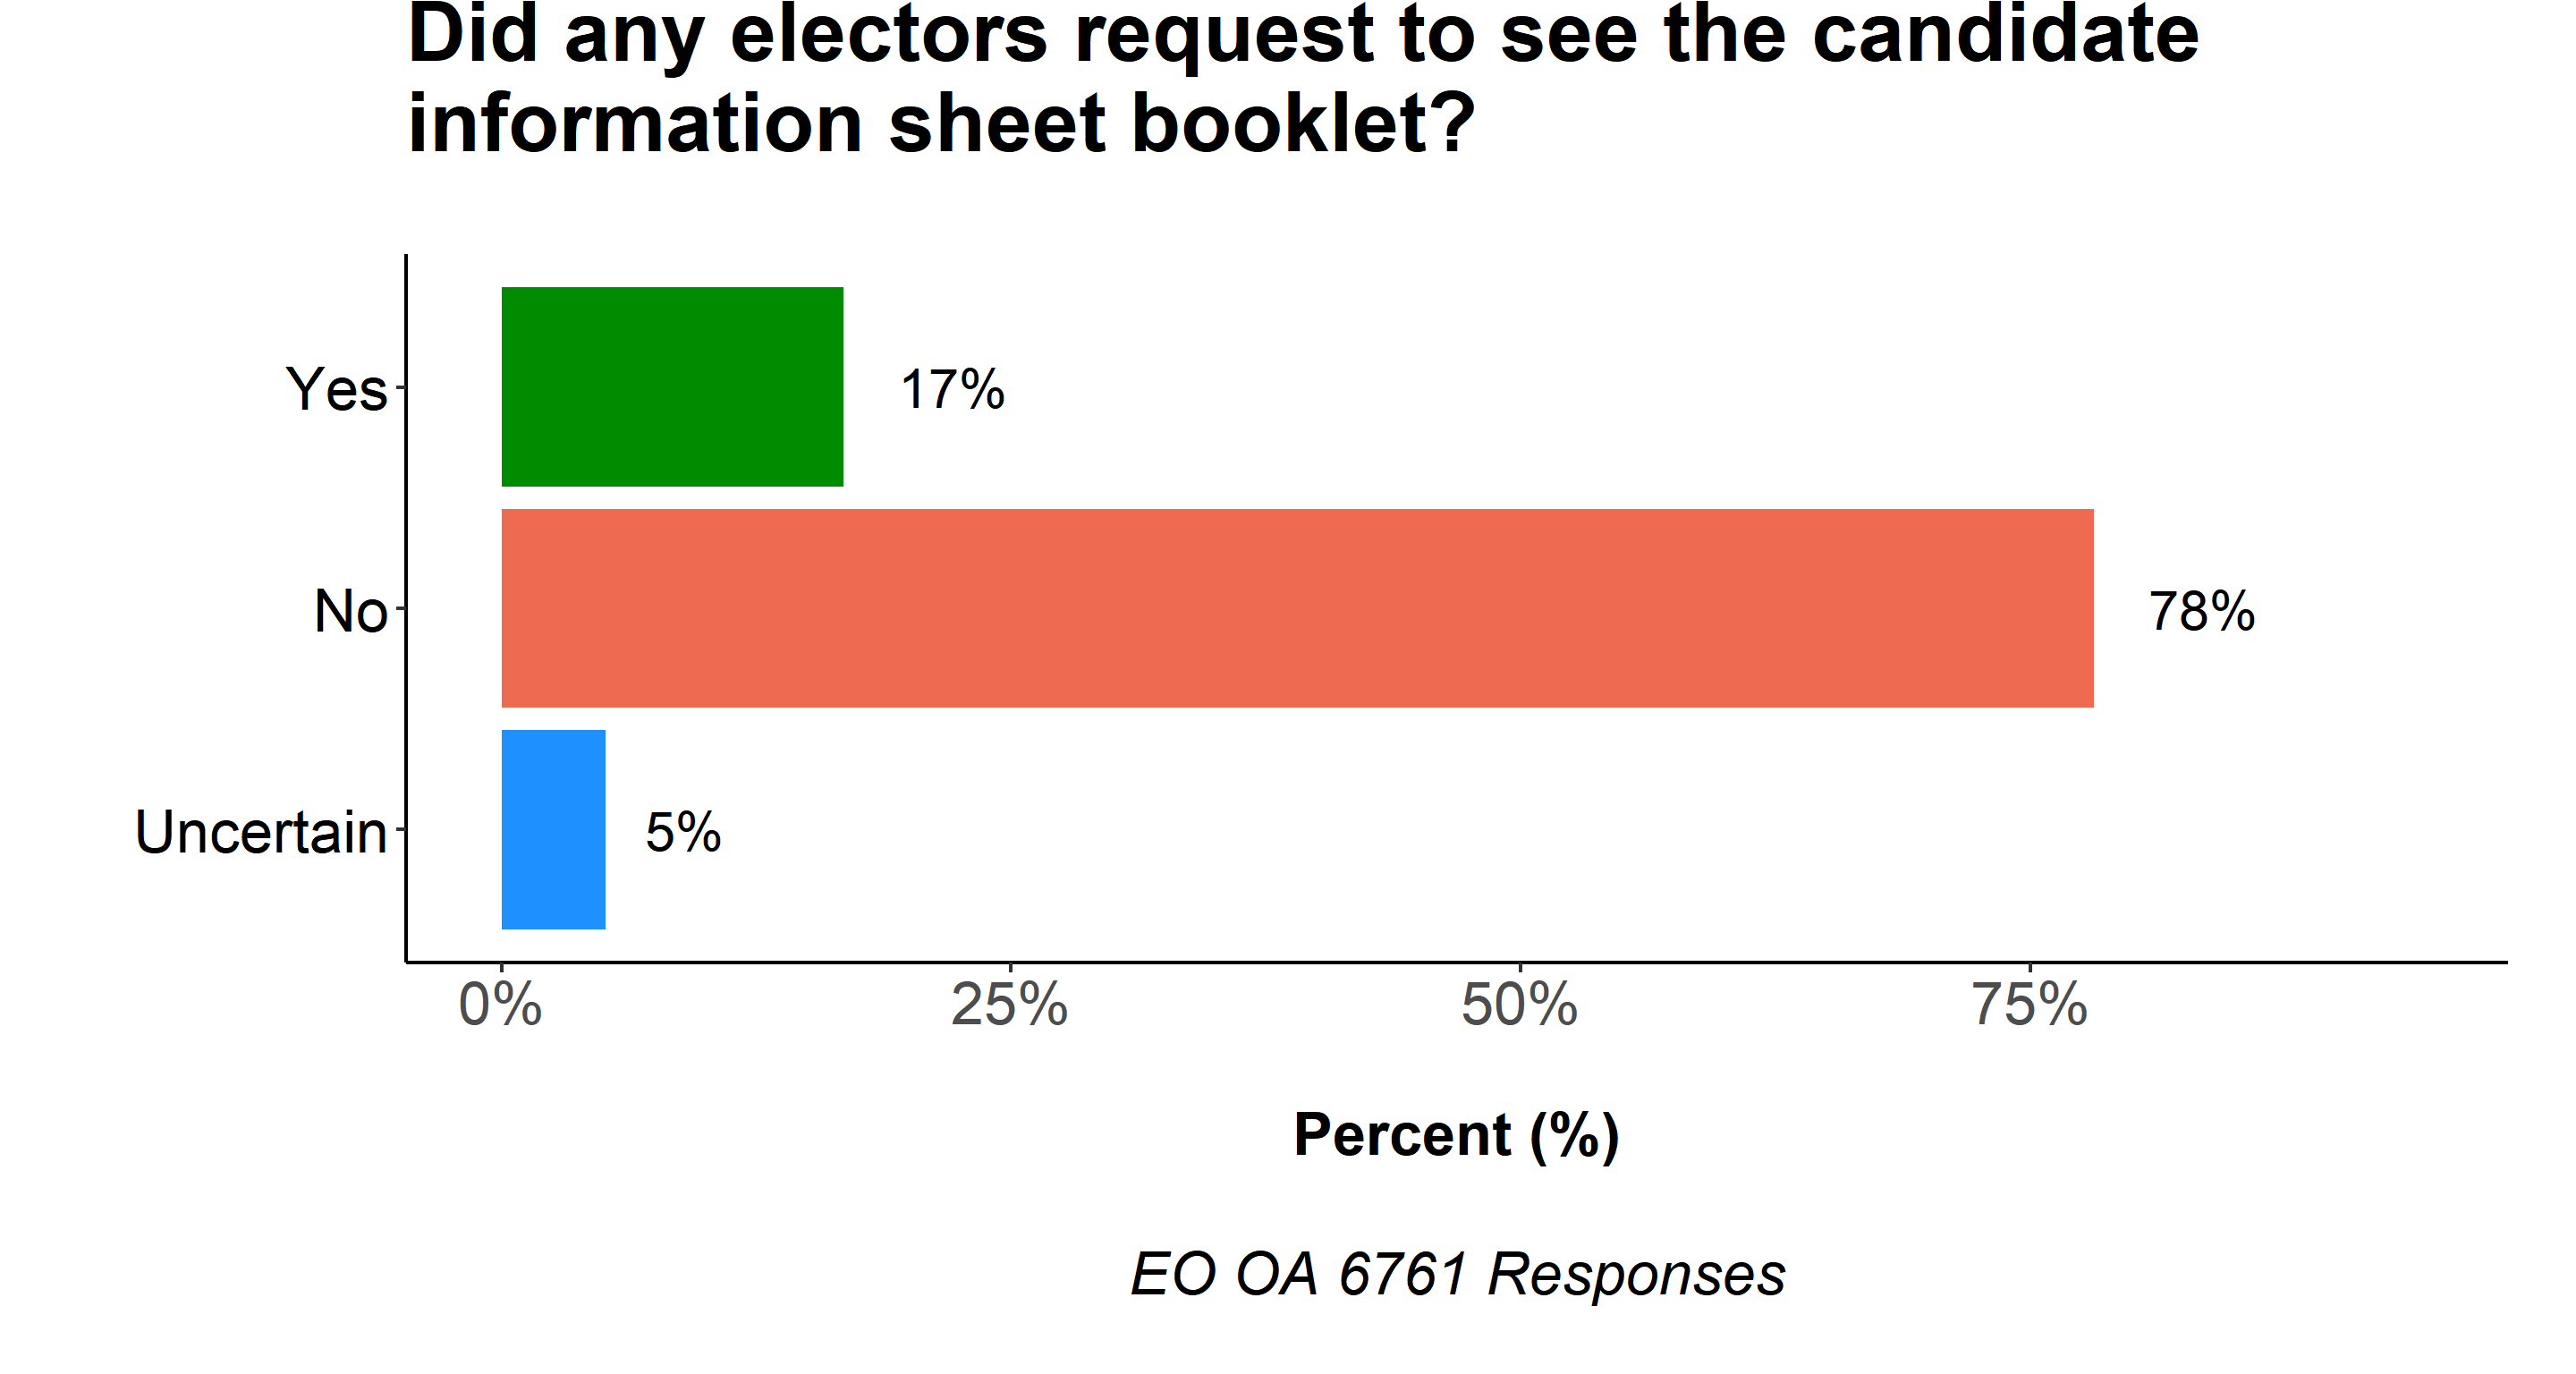 Did any electors request to see the candidate
information sheet booklet?
Yes
17%
No
78%
Uncertain
5%
0% 25% 50% 75%
Percent (%)
EO OA 6761 Responses